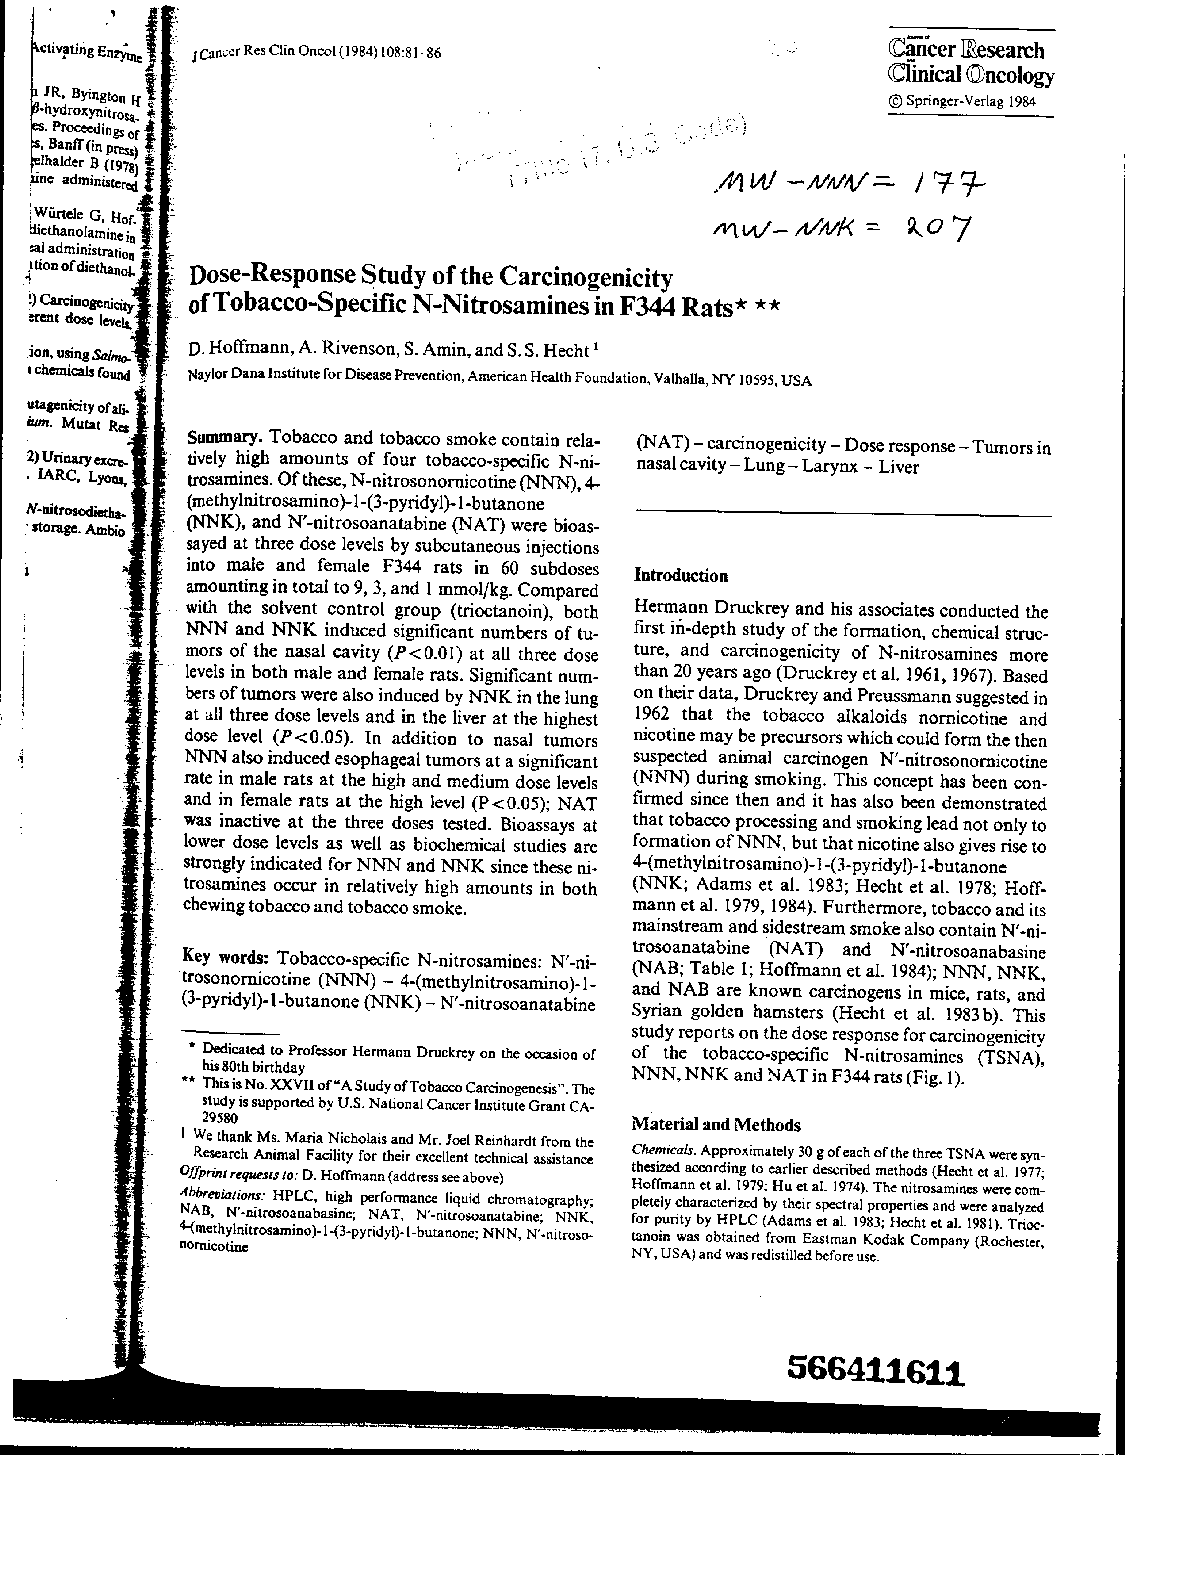 Activating Enzyme
JR, Byington H
β-hydroxynitrosa-
es. Proceedings of
s, Banff (in press)
elhalder B (1978)
ine administered
Würtele G, Hof-
diethanolamine in
al administration
tion of diethanol-
) Carcinogenicity
erent dose levels.
ion, using Salmo-
chemicals found
utagenicity of ali-
ium. Mutat Res
2) Urinary excre-
. IARC, Lyons,
N-nitrosodietha-
storage. Ambio
J Cancer Res Clin Oncol (1984) 108:81-86
Journal of
Cancer Research
Clinical Oncology
© Springer-Verlag 1984
MW - NNN = 177
MW - NNK = 207
Dose-Response Study of the Carcinogenicity
of Tobacco-Specific N-Nitrosamines in F344 Rats* **
D. Hoffmann, A. Rivenson, S. Amin, and S. S. Hecht 1
Naylor Dana Institute for Disease Prevention, American Health Foundation, Valhalla, NY 10595, USA
Summary. Tobacco and tobacco smoke contain rela-
tively high amounts of four tobacco-specific N-ni-
trosamines. Of these, N-nitrosonornicotine (NNN), 4-
(methylnitrosamino)-1-(3-pyridyl)-1-butanone
(NNK), and N'-nitrosoanatabine (NAT) were bioas-
sayed at three dose levels by subcutaneous injections
into male and female F344 rats in 60 subdoses
amounting in total to 9, 3, and 1 mmol/kg. Compared
with the solvent control group (trioctanoin), both
NNN and NNK induced significant numbers of tu-
mors of the nasal cavity (P<0.01) at all three dose
levels in both male and female rats. Significant num-
bers of tumors were also induced by NNK in the lung
at all three dose levels and in the liver at the highest
dose level (P<0.05). In addition to nasal tumors
NNN also induced esophageal tumors at a significant
rate in male rats at the high and medium dose levels
and in female rats at the high level (P<0.05); NAT
was inactive at the three doses tested. Bioassays at
lower dose levels as well as biochemical studies are
strongly indicated for NNN and NNK since these ni-
trosamines occur in relatively high amounts in both
chewing tobacco and tobacco smoke.
Key words: Tobacco-specific N-nitrosamines: N'-ni-
trosonornicotine (NNN) – 4-(methylnitrosamino)-1-
(3-pyridyl)-1-butanone (NNK) – N'-nitrosoanatabine
* Dedicated to Professor Hermann Druckrey on the occasion of
his 80th birthday
** This is No. XXVII of "A Study of Tobacco Carcinogenesis". The
study is supported by U.S. National Cancer Institute Grant CA-
29580
1 We thank Ms. Maria Nicholais and Mr. Joel Reinhardt from the
Research Animal Facility for their excellent technical assistance
Offprint requests to: D. Hoffmann (address see above)
Abbreviations: HPLC, high performance liquid chromatography;
NAB, N'-nitrosoanabasine; NAT, N'-nitrosoanatabine; NNK,
4-(methylnitrosamino)-1-(3-pyridyl)-1-butanone; NNN, N'-nitroso-
nornicotine
(NAT) – carcinogenicity – Dose response – Tumors in
nasal cavity – Lung – Larynx – Liver
Introduction
Hermann Druckrey and his associates conducted the
first in-depth study of the formation, chemical struc-
ture, and carcinogenicity of N-nitrosamines more
than 20 years ago (Druckrey et al. 1961, 1967). Based
on their data, Druckrey and Preussmann suggested in
1962 that the tobacco alkaloids nornicotine and
nicotine may be precursors which could form the then
suspected animal carcinogen N'-nitrosonornicotine
(NNN) during smoking. This concept has been con-
firmed since then and it has also been demonstrated
that tobacco processing and smoking lead not only to
formation of NNN, but that nicotine also gives rise to
4-(methylnitrosamino)-1-(3-pyridyl)-1-butanone
(NNK; Adams et al. 1983; Hecht et al. 1978; Hoff-
mann et al. 1979, 1984). Furthermore, tobacco and its
mainstream and sidestream smoke also contain N'-ni-
trosoanatabine (NAT) and N'-nitrosoanabasine
(NAB; Table 1; Hoffmann et al. 1984); NNN, NNK,
and NAB are known carcinogens in mice, rats, and
Syrian golden hamsters (Hecht et al. 1983b). This
study reports on the dose response for carcinogenicity
of the tobacco-specific N-nitrosamines (TSNA),
NNN, NNK and NAT in F344 rats (Fig. 1).
Material and Methods
Chemicals. Approximately 30 g of each of the three TSNA were syn-
thesized according to earlier described methods (Hecht et al. 1977;
Hoffmann et al. 1979; Hu et al. 1974). The nitrosamines were com-
pletely characterized by their spectral properties and were analyzed
for purity by HPLC (Adams et al. 1983; Hecht et al. 1981). Trioc-
tanoin was obtained from Eastman Kodak Company (Rochester,
NY, USA) and was redistilled before use.
566411611